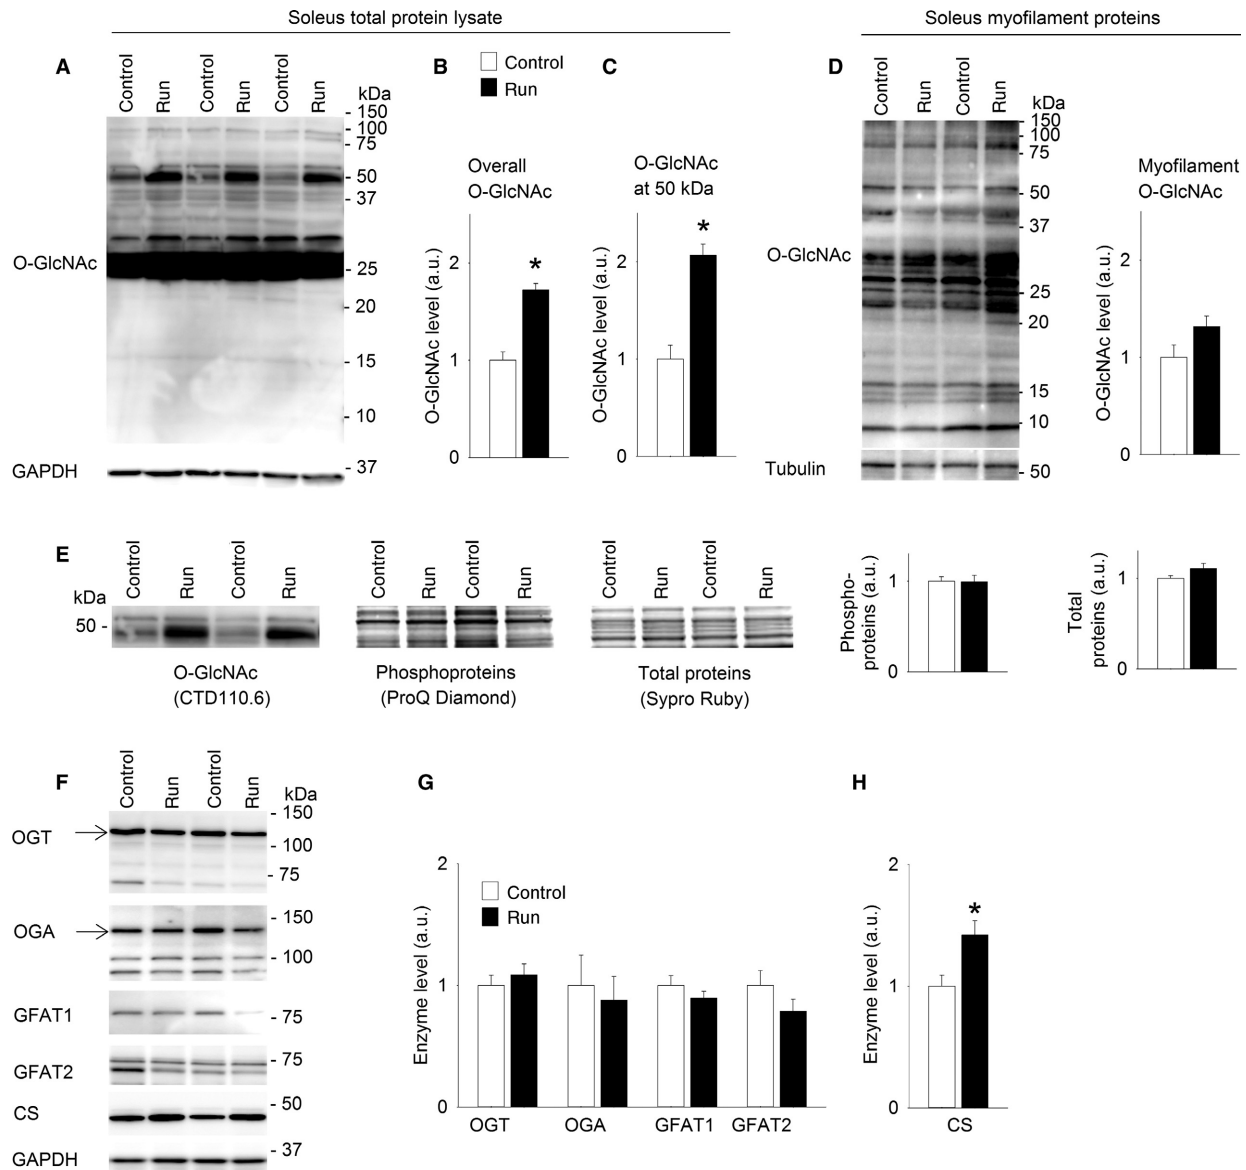 Soleus total protein lysate
Soleus myofilament proteins
A
Control
Run
Control
Run
Control
Run
kDa
- 150
- 100
- 75
- 50
- 37
- 25
- 20
- 15
- 10
O-GlcNAc
GAPDH
- 37
B
Control
Run
Overall
O-GlcNAc
O-GlcNAc level (a.u.)
2
1
0
*
C
O-GlcNAc
at 50 kDa
O-GlcNAc level (a.u.)
2
1
0
*
D
Control
Run
Control
Run
kDa
- 150
- 100
- 75
- 50
- 37
- 25
- 20
- 15
- 10
O-GlcNAc
Tubulin
- 50
Myofilament
O-GlcNAc
O-GlcNAc level (a.u.)
2
1
0
E
Control
Run
Control
Run
kDa
50 -
O-GlcNAc
(CTD110.6)
Control
Run
Control
Run
Phosphoproteins
(ProQ Diamond)
Control
Run
Control
Run
Total proteins
(Sypro Ruby)
Phospho-
proteins (a.u.)
1
0
Total
proteins (a.u.)
1
0
F
Control
Run
Control
Run
kDa
- 150
OGT
- 100
- 75
- 150
OGA
- 100
GFAT1
- 75
- 75
GFAT2
- 50
CS
- 37
GAPDH
G
Enzyme level (a.u.)
2
1
0
Control
Run
OGT
OGA
GFAT1
GFAT2
H
Enzyme level (a.u.)
2
1
0
*
CS